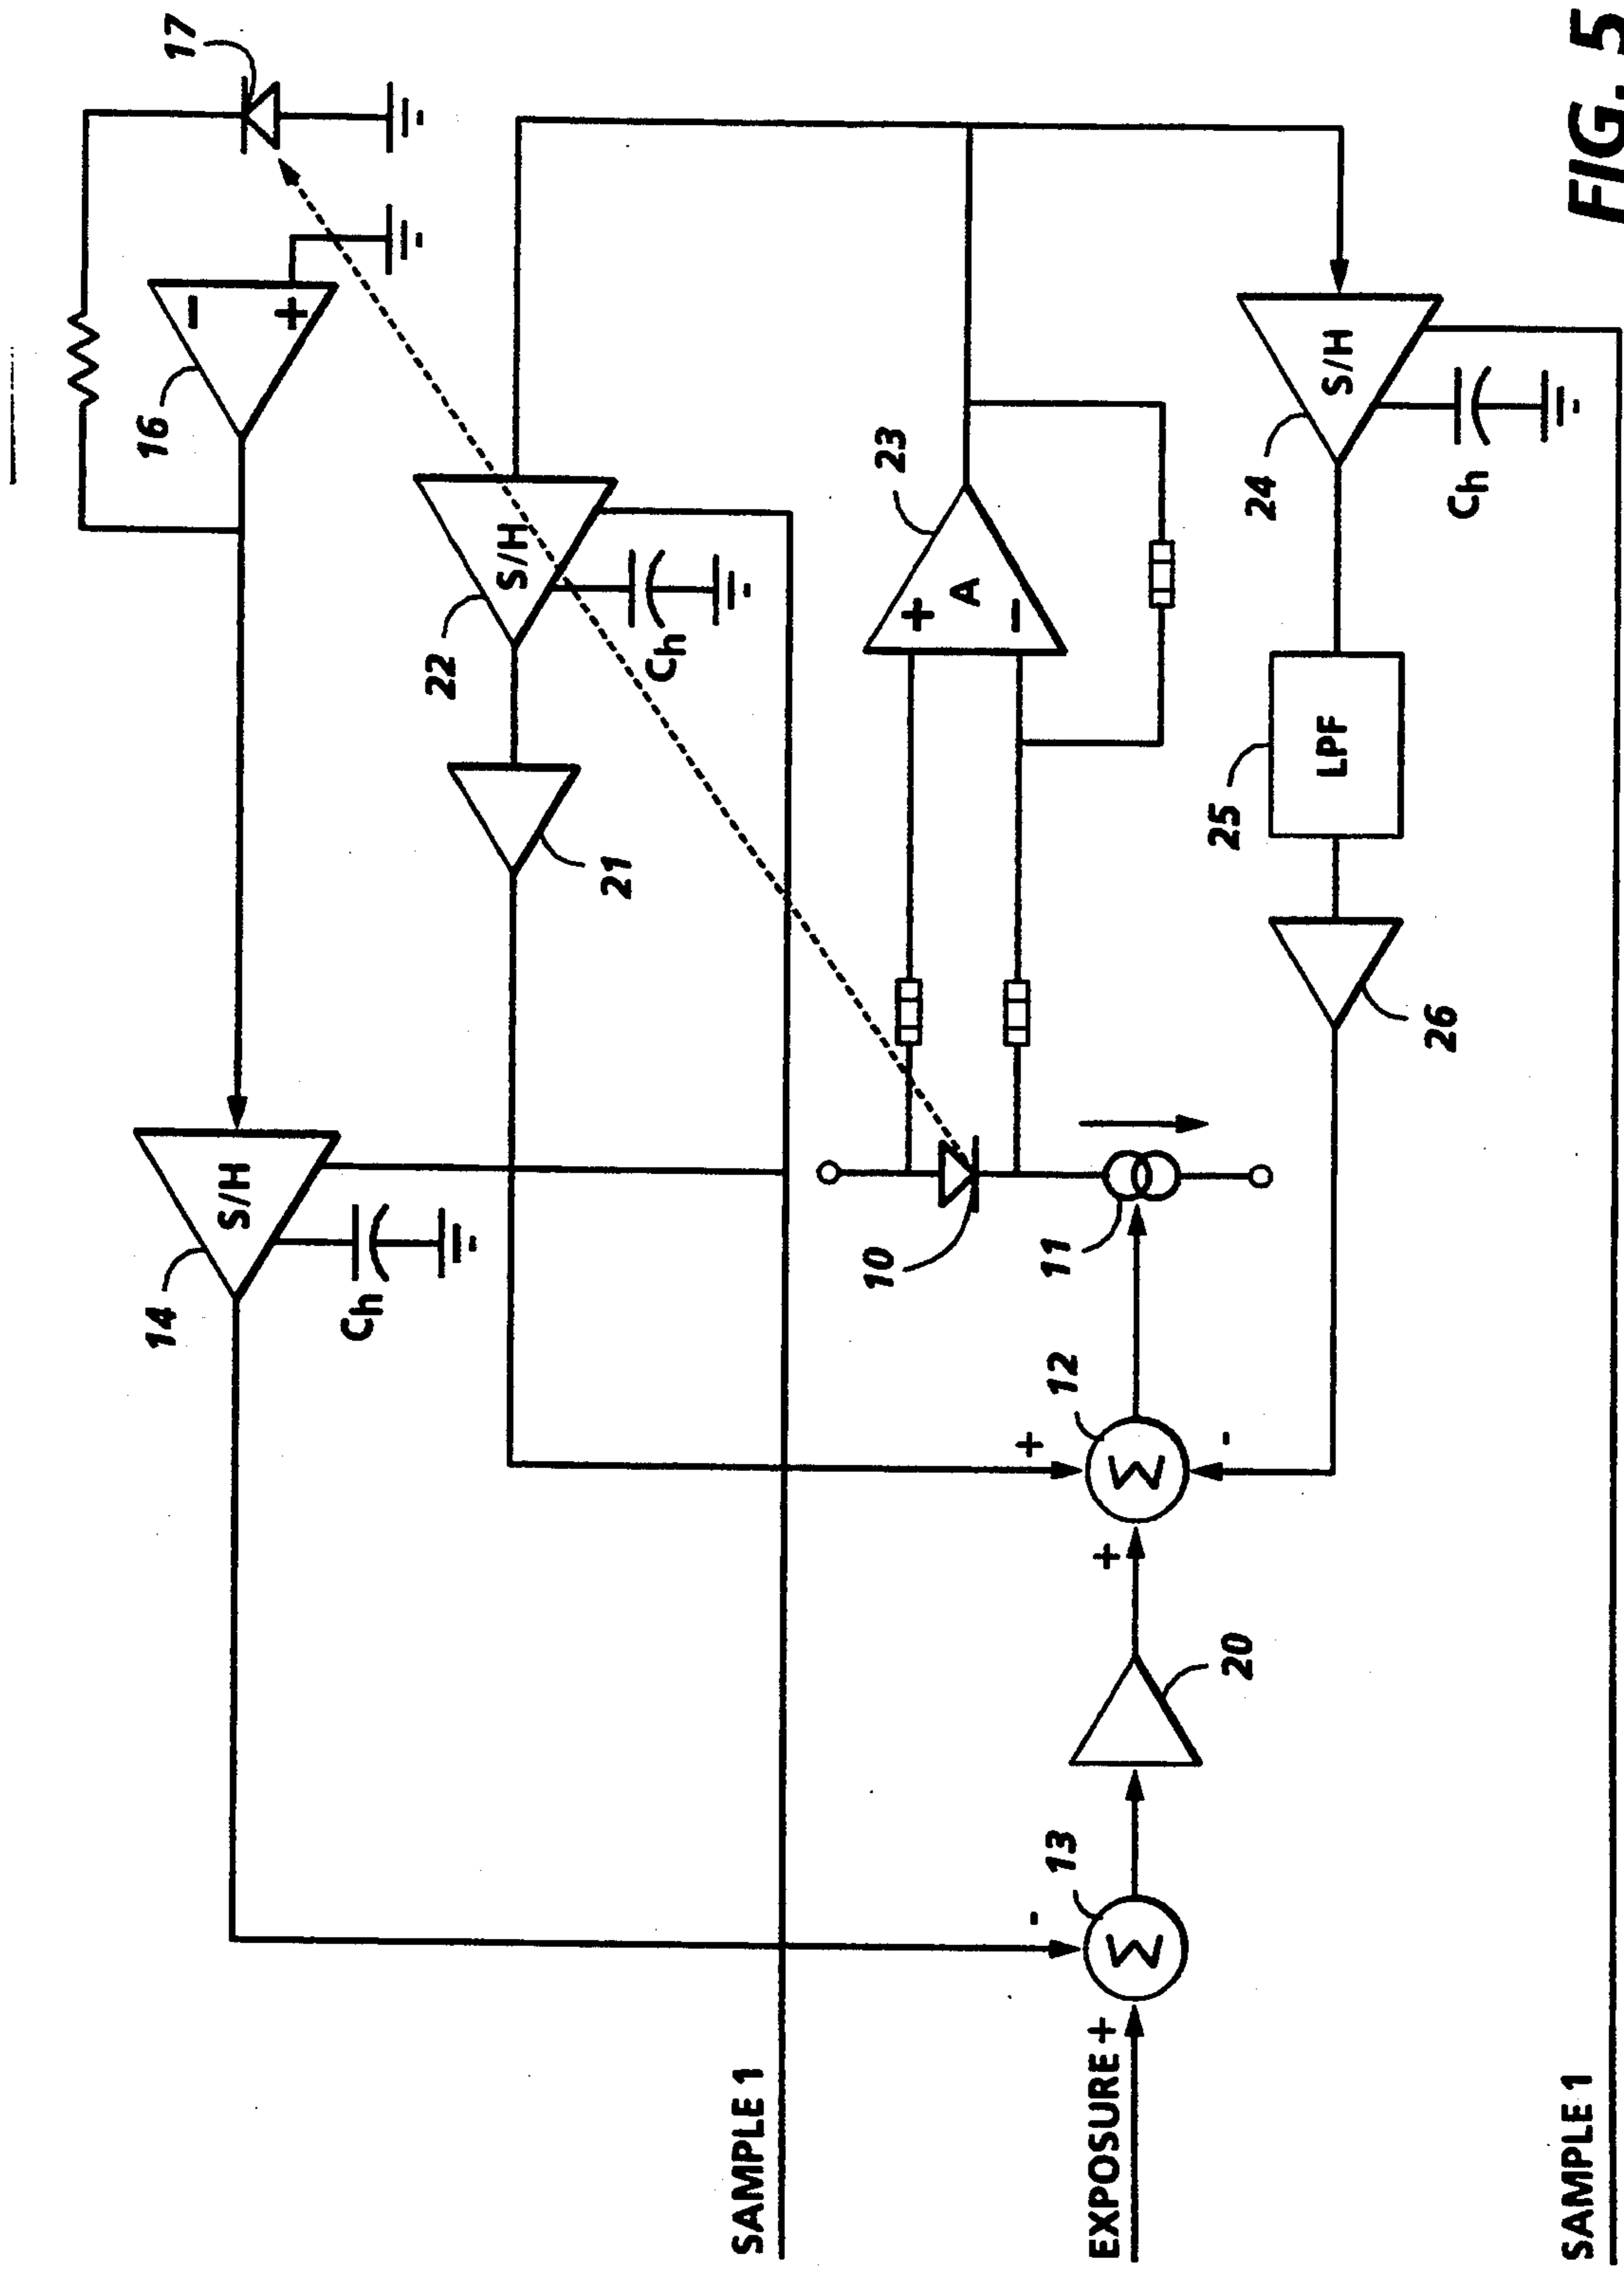 17
16
-
+
14
S/H
Ch
22
S/H
Ch
21
SAMPLE 1
23
+
A
-
10
11
EXPOSURE +
-
13
Σ
20
+
+
12
Σ
-
24
S/H
Ch
25
LPF
26
SAMPLE 1
FIG. 5